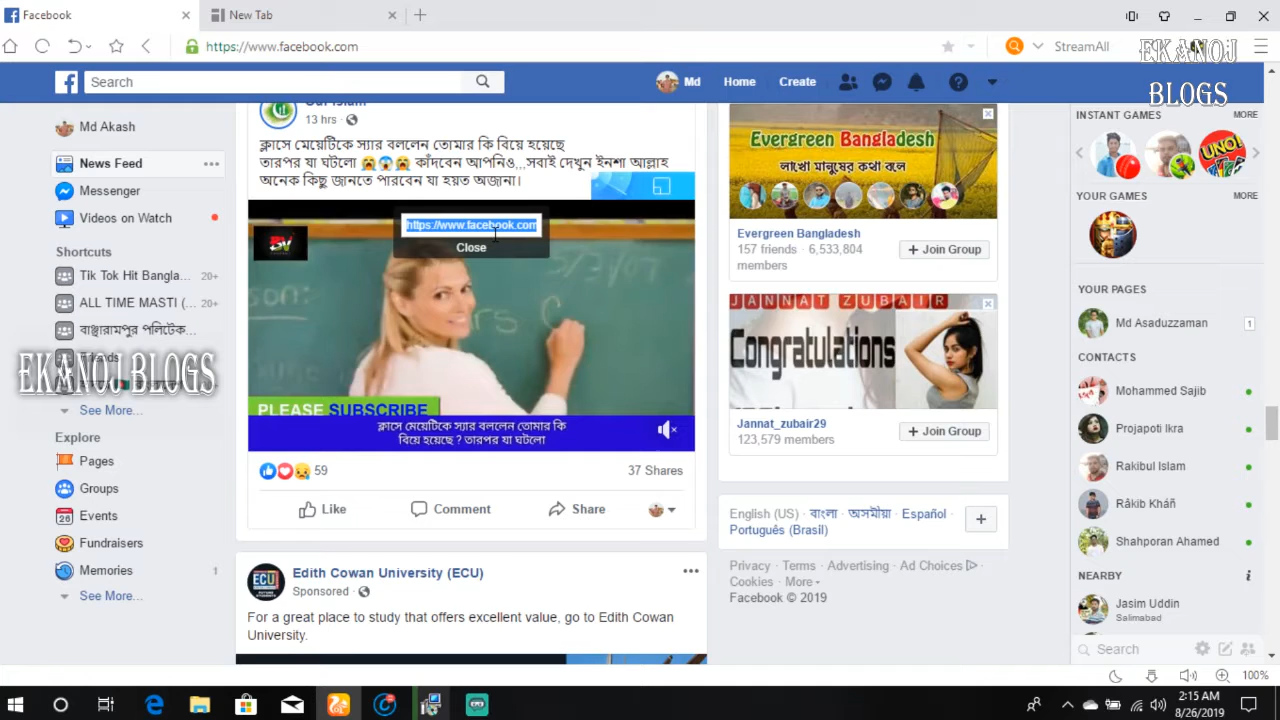 Facebook
New Tab
https://www.facebook.com
StreamAll
EKANOJ
BLOGS
Search
Md
Home
Create
Md Akash
News Feed
Messenger
Videos on Watch
Shortcuts
Tik Tok Hit Bangla... 20+
ALL TIME MASTI (... 20+
বাঞ্ছারামপুর পলিটেক...
Friends
EKANOJ BLOGS
See More...
Explore
Pages
Groups
Events
Fundraisers
Memories 1
See More...
Our Islam
13 hrs
ক্লাসে মেয়েটিকে স্যার বললেন তোমার কি বিয়ে হয়েছে
তারপর যা ঘটলো 😭😱😭 কাঁদবেন আপনিও...সবাই দেখুন ইনশা আল্লাহ
অনেক কিছু জানতে পারবেন যা হয়ত অজানা।
https://www.facebook.com
Close
PLEASE SUBSCRIBE
ক্লাসে মেয়েটিকে স্যার বললেন তোমার কি
বিয়ে হয়েছে ? তারপর যা ঘটলো
59
37 Shares
Like
Comment
Share
Edith Cowan University (ECU)
Sponsored
For a great place to study that offers excellent value, go to Edith Cowan
University.
Evergreen Bangladesh
লাখো মানুষের কথা বলে
Evergreen Bangladesh
157 friends · 6,533,804
members
+ Join Group
JANNAT ZUBAIR
Congratulations
Jannat_zubair29
123,579 members
+ Join Group
English (US) · বাংলা · অসমীয়া · Español ·
Português (Brasil)
Privacy · Terms · Advertising · Ad Choices ·
Cookies · More
Facebook © 2019
INSTANT GAMES MORE
UNO!
YOUR GAMES MORE
YOUR PAGES
Md Asaduzzaman 1
CONTACTS
Mohammed Sajib
Projapoti Ikra
Rakibul Islam
Râkib Kháñ
Shahporan Ahamed
NEARBY
Jasim Uddin
Salimabad
Search
100%
2:15 AM
8/26/2019